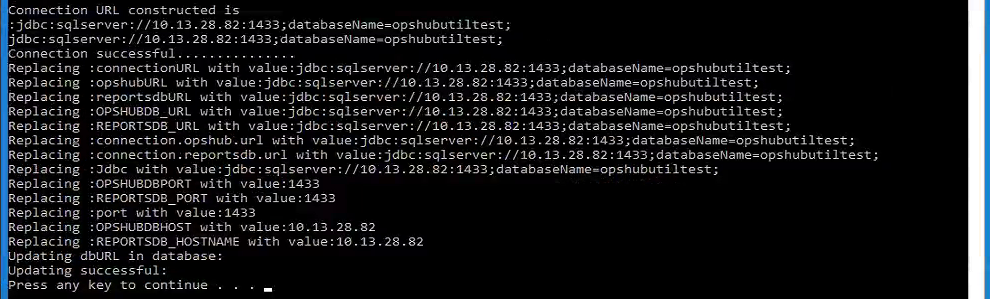 Connection URL constructed is
:jdbc:sqlserver://10.13.28.82:1433;databaseName=opshubutiltest;
jdbc:sqlserver://10.13.28.82:1433;databaseName=opshubutiltest;
Connection successful...............
Replacing :connectionURL with value:jdbc:sqlserver://10.13.28.82:1433;databaseName=opshubutiltest;
Replacing :opshubURL with value:jdbc:sqlserver://10.13.28.82:1433;databaseName=opshubutiltest;
Replacing :reportsdbURL with value:jdbc:sqlserver://10.13.28.82:1433;databaseName=opshubutiltest;
Replacing :OPSHUBDB_URL with value:jdbc:sqlserver://10.13.28.82:1433;databaseName=opshubutiltest;
Replacing :REPORTSDB_URL with value:jdbc:sqlserver://10.13.28.82:1433;databaseName=opshubutiltest;
Replacing :connection.opshub.url with value:jdbc:sqlserver://10.13.28.82:1433;databaseName=opshubutiltest;
Replacing :connection.reportsdb.url with value:jdbc:sqlserver://10.13.28.82:1433;databaseName=opshubutiltest;
Replacing :Jdbc with value:jdbc:sqlserver://10.13.28.82:1433;databaseName=opshubutiltest;
Replacing :OPSHUBDBPORT with value:1433
Replacing :REPORTSDB_PORT with value:1433
Replacing :port with value:1433
Replacing :OPSHUBDBHOST with value:10.13.28.82
Replacing :REPORTSDB_HOSTNAME with value:10.13.28.82
Updating dbURL in database:
Updating successful:
Press any key to continue . . .